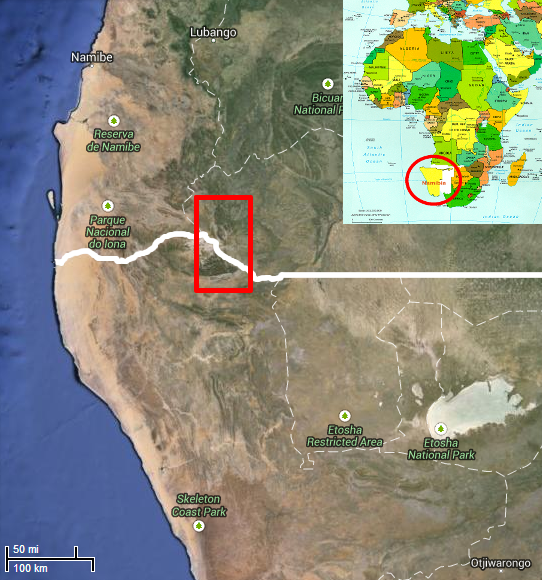 Lubango
Namibe
Bicuar
National P
Reserva
de Namibe
Parque
Nacional
do Iona
Etosha
Restricted Area
Etosha
National Park
Skeleton
Coast Park
Otjiwarongo
50 mi
100 km
ALGERIA
LIBYA
Namibia